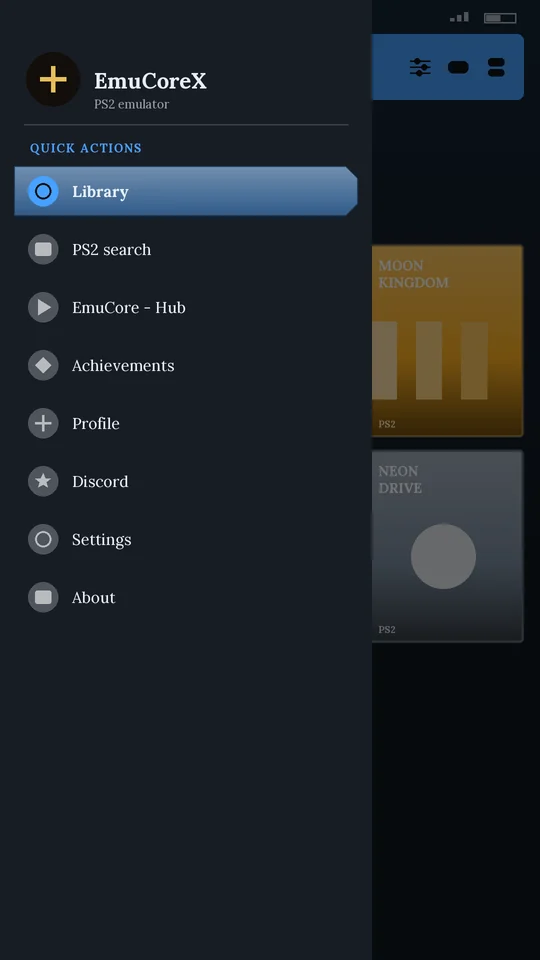 EmuCoreX
PS2 emulator
QUICK ACTIONS
Library
PS2 search
EmuCore - Hub
Achievements
Profile
Discord
Settings
About
MOON
KINGDOM
PS2
NEON
DRIVE
PS2